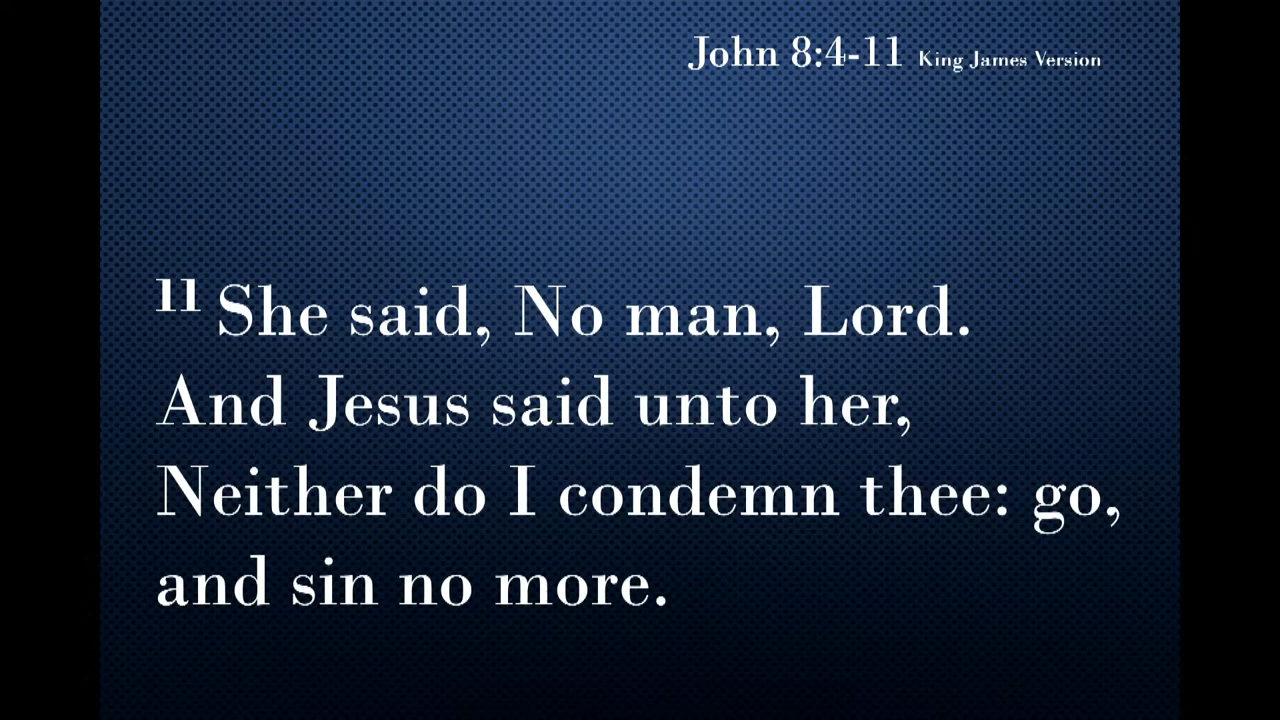 John 8:4-11 King James Version
11 She said, No man, Lord.
And Jesus said unto her,
Neither do I condemn thee: go,
and sin no more.